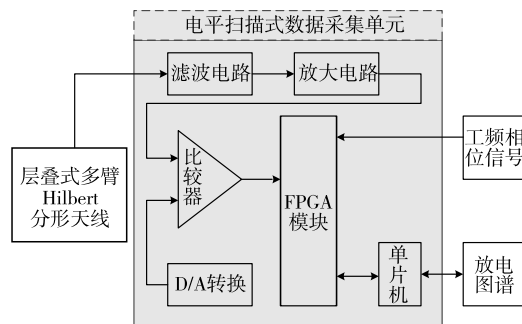 电平扫描式数据采集单元
滤波电路
放大电路
层叠式多臂
Hilbert
分形天线
比
较
器
FPGA
模块
工频相
位信号
D/A转换
单
片
机
放电
图谱